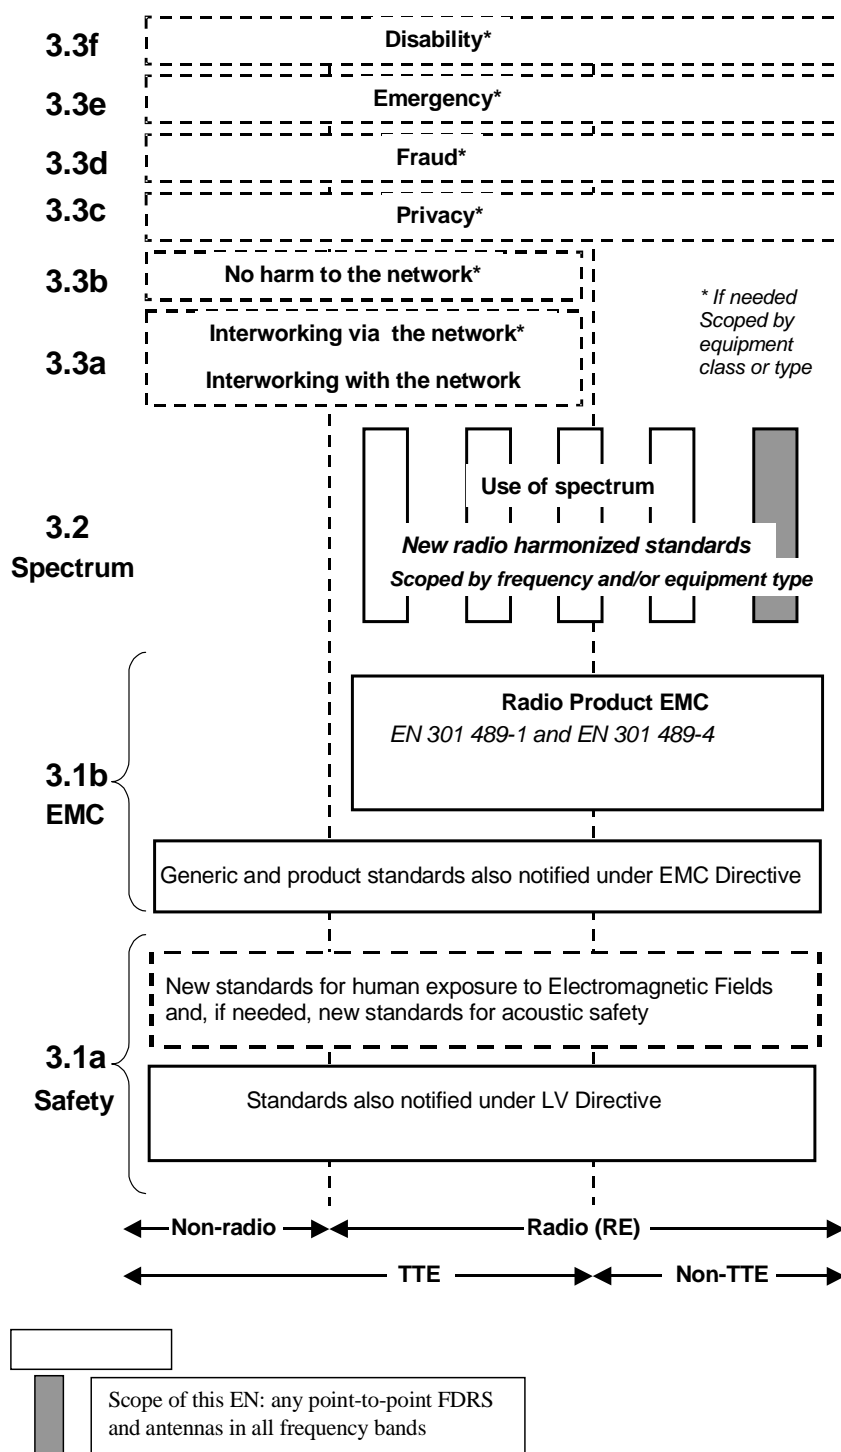 3.3f
Disability*
3.3e
Emergency*
3.3d
Fraud*
3.3c
Privacy*
3.3b
No harm to the network*
3.3a
Interworking via the network*
Interworking with the network
* If needed
Scoped by
equipment
class or type
3.2
Spectrum
Use of spectrum
New radio harmonized standards
Scoped by frequency and/or equipment type
3.1b
EMC
Radio Product EMC
EN 301 489-1 and EN 301 489-4
Generic and product standards also notified under EMC Directive
3.1a
Safety
New standards for human exposure to Electromagnetic Fields
and, if needed, new standards for acoustic safety
Standards also notified under LV Directive
Non-radio
Radio (RE)
TTE
Non-TTE
Scope of this EN: any point-to-point FDRS
and antennas in all frequency bands